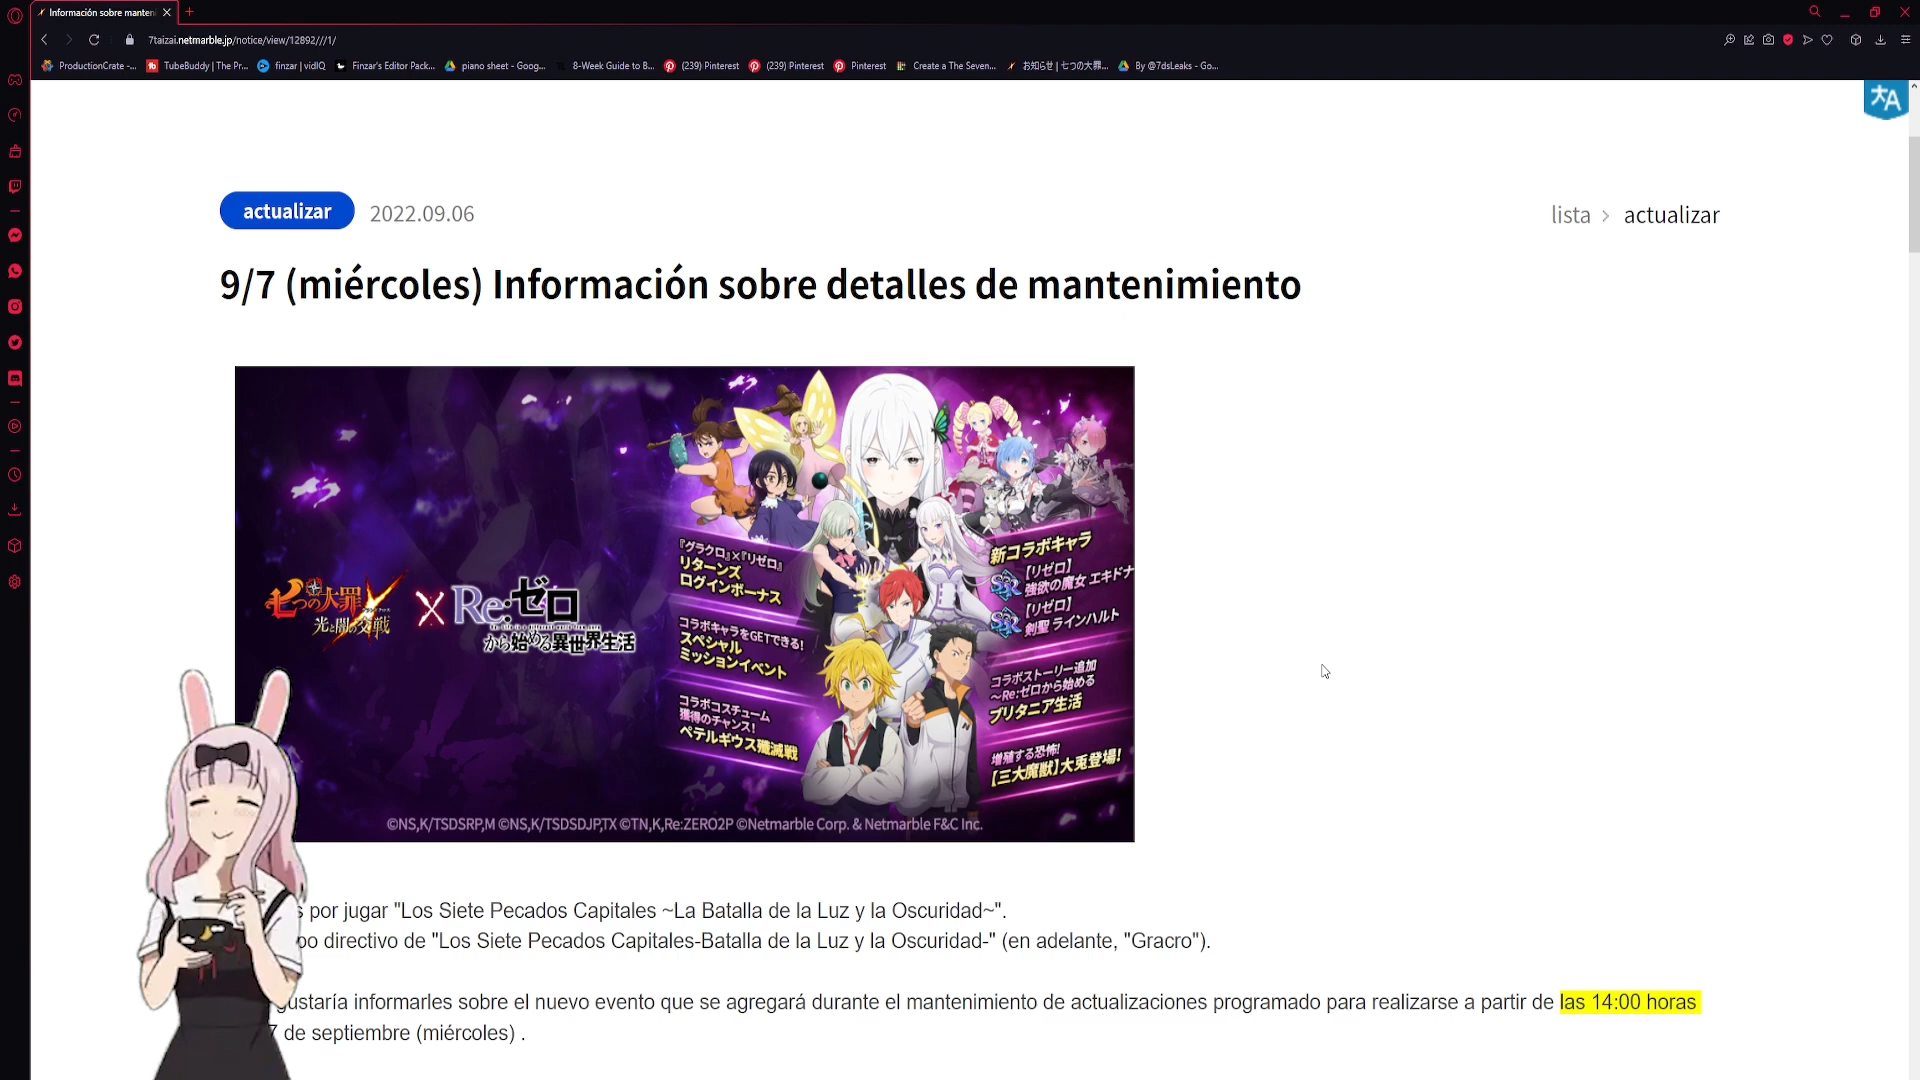 Información sobre manten
7taizai.netmarble.jp/notice/view/12892///1/
ProductionCrate -...
TubeBuddy | The Pr...
finzar | vidIQ
Finzar's Editor Pack...
piano sheet - Goog...
8-Week Guide to B...
(239) Pinterest
(239) Pinterest
Pinterest
Create a The Seven...
お知らせ | 七つの大罪...
By @7dsLeaks - Go...
actualizar
2022.09.06
lista > actualizar
9/7 (miércoles) Información sobre detalles de mantenimiento
七つの大罪
光と闇の交戦
X
Re:ゼロ
から始める異世界生活
『グラクロ』×『リゼロ』
リターンズ
ログインボーナス
コラボキャラをGETできる!
スペシャル
ミッションイベント
コラボコスチューム
獲得のチャンス!
ペテルギウス殲滅戦
新コラボキャラ
SSR
【リゼロ】
強欲の魔女 エキドナ
SSR
【リゼロ】
剣聖 ラインハルト
コラボストーリー追加
～Re:ゼロから始める
ブリタニア生活
増殖する恐怖!
【三大魔獣】大兎登場!
©NS,K/TSDSRP,M ©NS,K/TSDSDJP,TX ©TN,K,Re:ZERO2P ©Netmarble Corp. & Netmarble F&C Inc.
s por jugar "Los Siete Pecados Capitales ~La Batalla de la Luz y la Oscuridad~".
po directivo de "Los Siete Pecados Capitales-Batalla de la Luz y la Oscuridad-" (en adelante, "Gracro").
gustaría informarles sobre el nuevo evento que se agregará durante el mantenimiento de actualizaciones programado para realizarse a partir de las 14:00 horas
7 de septiembre (miércoles) .